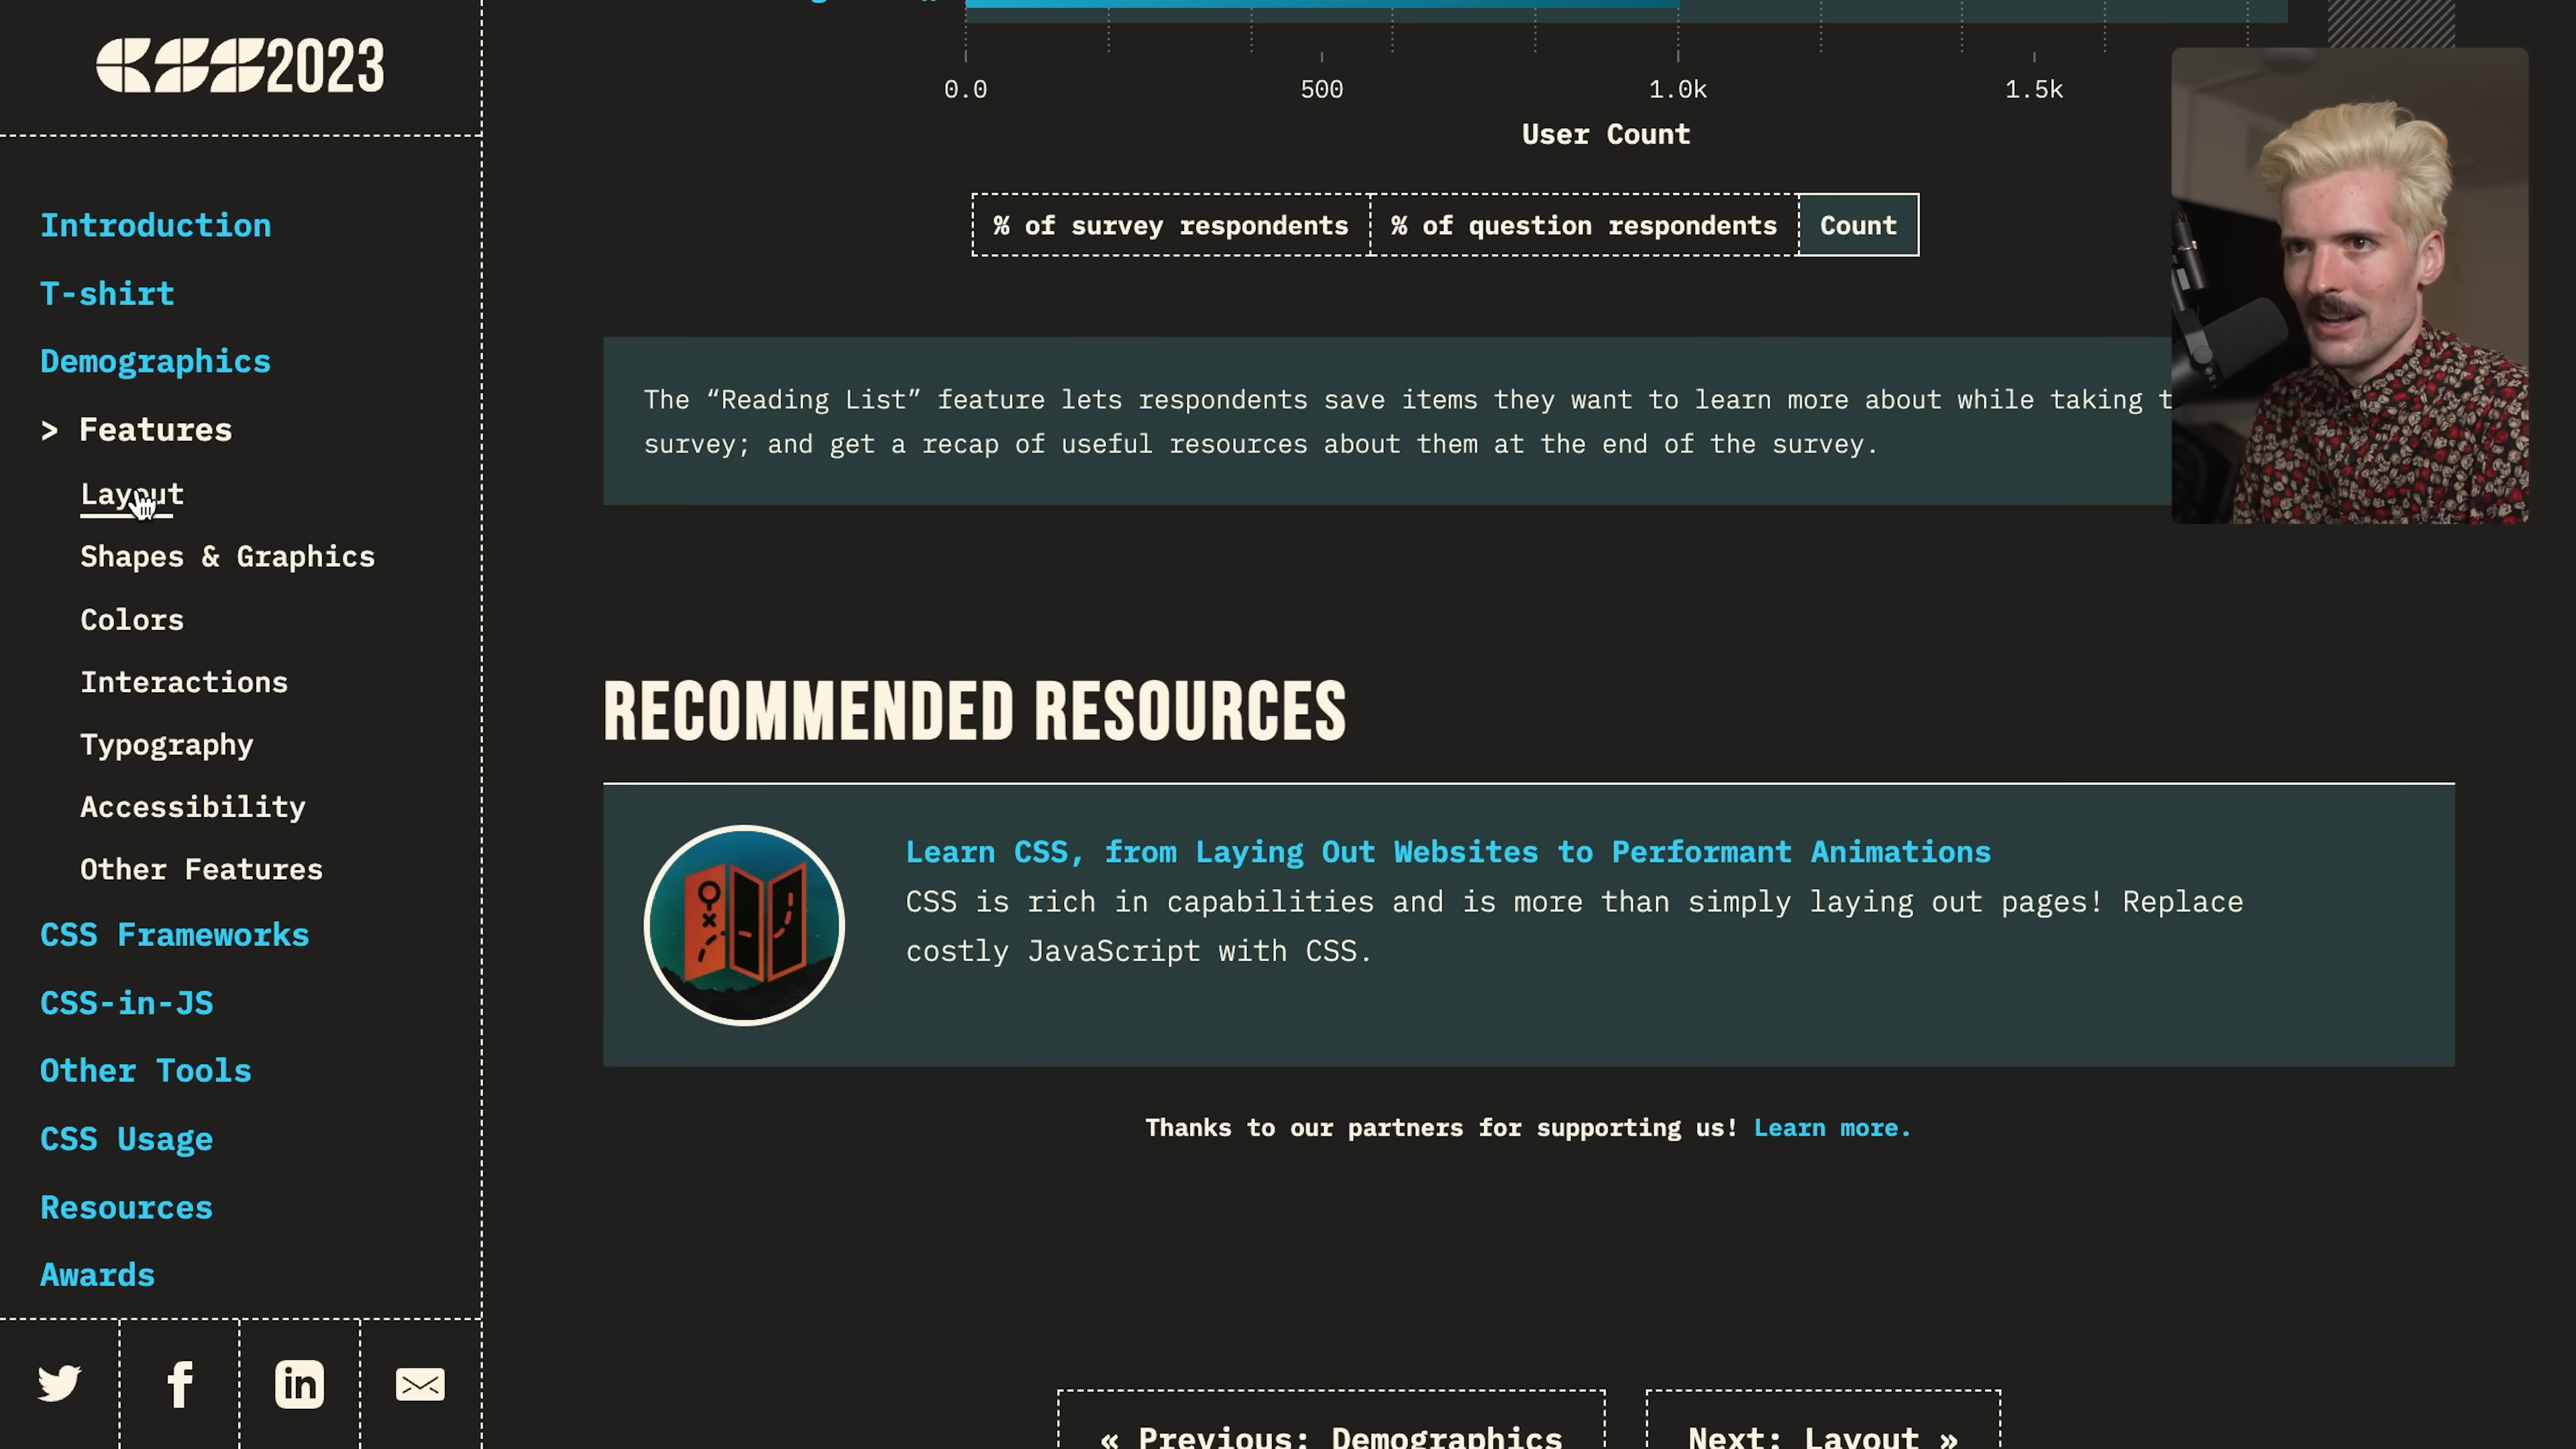 CSS2023
Introduction
T-shirt
Demographics
> Features
Layout
Shapes & Graphics
Colors
Interactions
Typography
Accessibility
Other Features
CSS Frameworks
CSS-in-JS
Other Tools
CSS Usage
Resources
Awards
0.0 500 1.0k 1.5k
User Count
% of survey respondents % of question respondents Count
The “Reading List” feature lets respondents save items they want to learn more about while taking
survey; and get a recap of useful resources about them at the end of the survey.
RECOMMENDED RESOURCES
Learn CSS, from Laying Out Websites to Performant Animations
CSS is rich in capabilities and is more than simply laying out pages! Replace
costly JavaScript with CSS.
Thanks to our partners for supporting us! Learn more.
« Previous: Demographics Next: Layout »